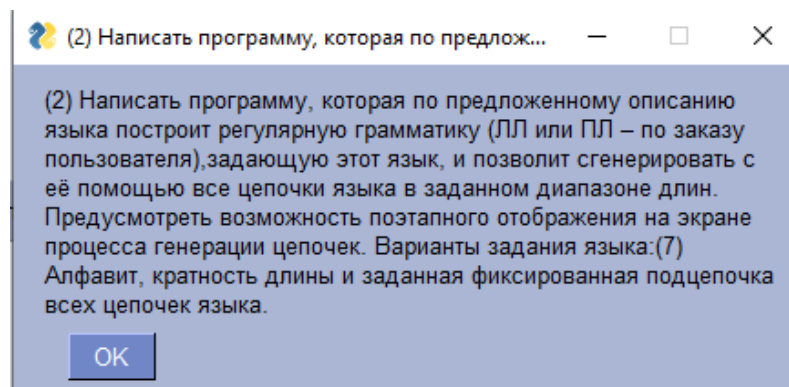 (2) Написать программу, которая по предлож...
(2) Написать программу, которая по предложенному описанию
языка построит регулярную грамматику (ЛЛ или ПЛ – по заказу
пользователя),задающую этот язык, и позволит сгенерировать с
её помощью все цепочки языка в заданном диапазоне длин.
Предусмотреть возможность поэтапного отображения на экране
процесса генерации цепочек. Варианты задания языка:(7)
Алфавит, кратность длины и заданная фиксированная подцепочка
всех цепочек языка.
OK